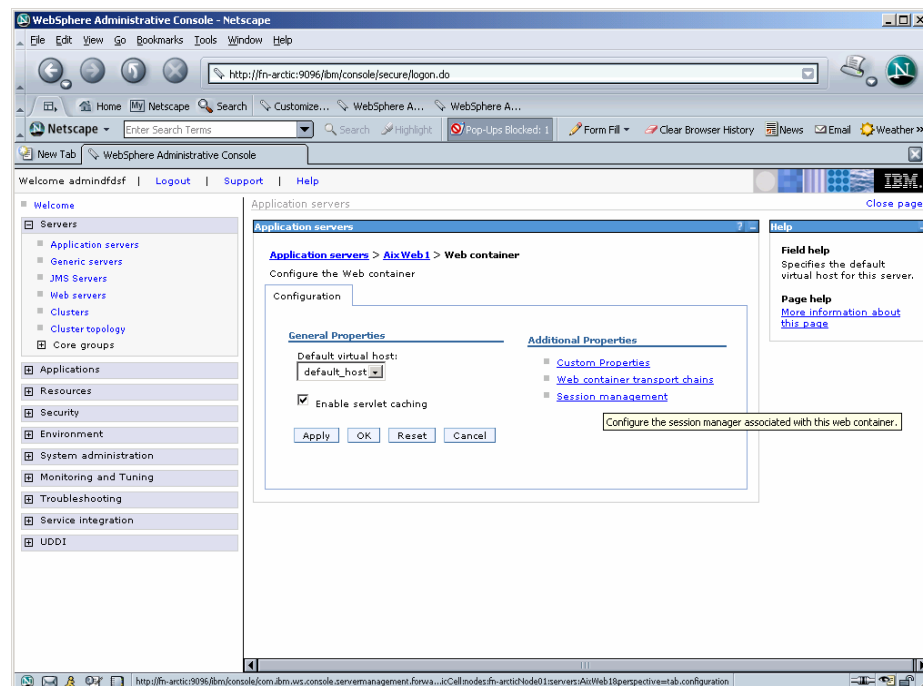 WebSphere Administrative Console - Netscape
File Edit View Go Bookmarks Tools Window Help
http://fn-arctic:9096/ibm/console/secure/logon.do
Home My Netscape Search Customize... WebSphere A... WebSphere A...
Netscape Enter Search Terms Search Highlight Pop-Ups Blocked: 1 Form Fill Clear Browser History News Email Weather »
New Tab WebSphere Administrative Console
Welcome admindfdsf | Logout | Support | Help IBM.
Welcome
Servers
Application servers
Generic servers
JMS Servers
Web servers
Clusters
Cluster topology
Core groups
Applications
Resources
Security
Environment
System administration
Monitoring and Tuning
Troubleshooting
Service integration
UDDI
Application servers Close page
Application servers ? –
Application servers > AixWeb1 > Web container
Configure the Web container
Configuration
General Properties
Default virtual host:
default_host
Enable servlet caching
Apply OK Reset Cancel
Additional Properties
Custom Properties
Web container transport chains
Session management
Configure the session manager associated with this web container.
Help –
Field help
Specifies the default
virtual host for this server.
Page help
More information about
this page
http://fn-arctic:9096/ibm/console/com.ibm.ws.console.servermanagement.forwa...icCell:nodes:fn-arcticNode01:servers:AixWeb18perspective=tab.configuration